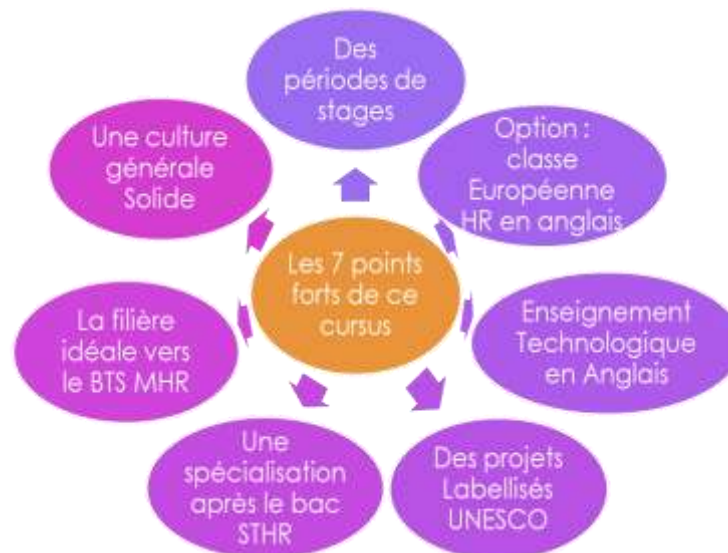 Des
périodes de
stages
Option :
classe
Européenne
HR en anglais
Enseignement
Technologique
en Anglais
Des projets
Labellisés
UNESCO
Une
spécialisation
après le bac
STHR
La filière
idéale vers
le BTS MHR
Une culture
générale
Solide
Les 7 points
forts de ce
cursus